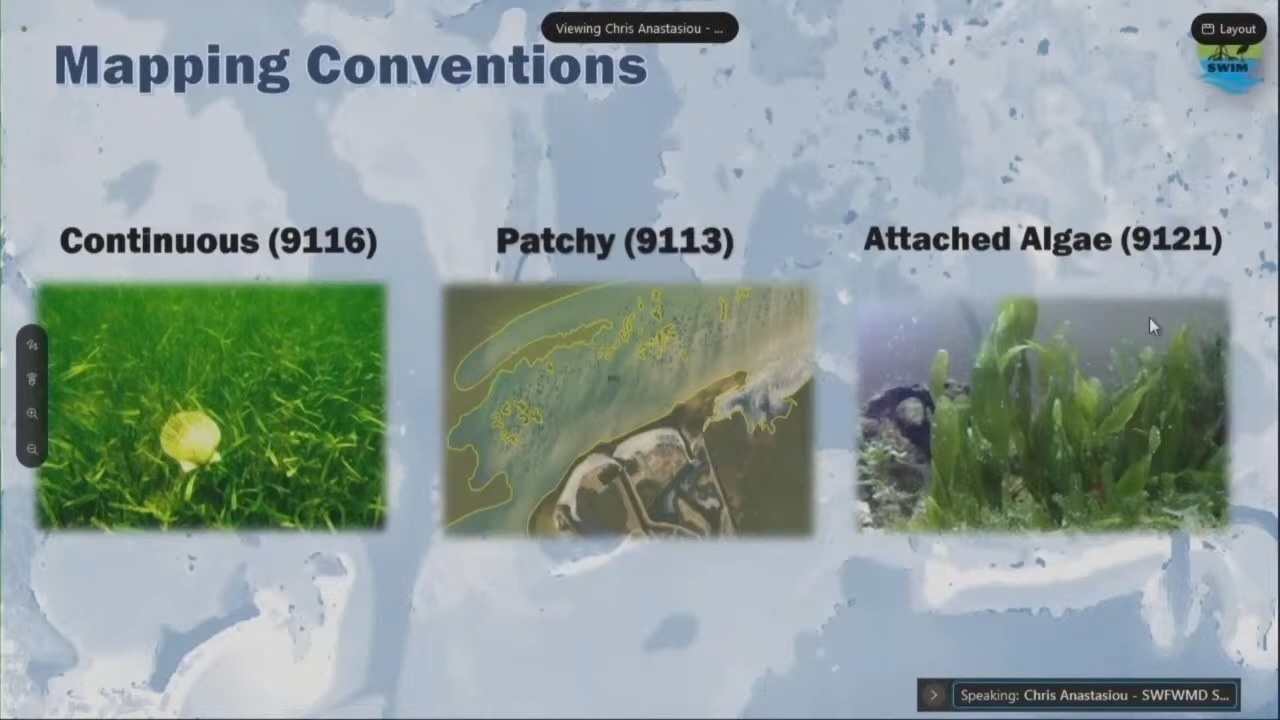 Viewing Chris Anastasiou - ...
Layout
Mapping Conventions
SWIM
Continuous (9116)
Patchy (9113)
Attached Algae (9121)
Speaking: Chris Anastasiou - SWFWMD S...